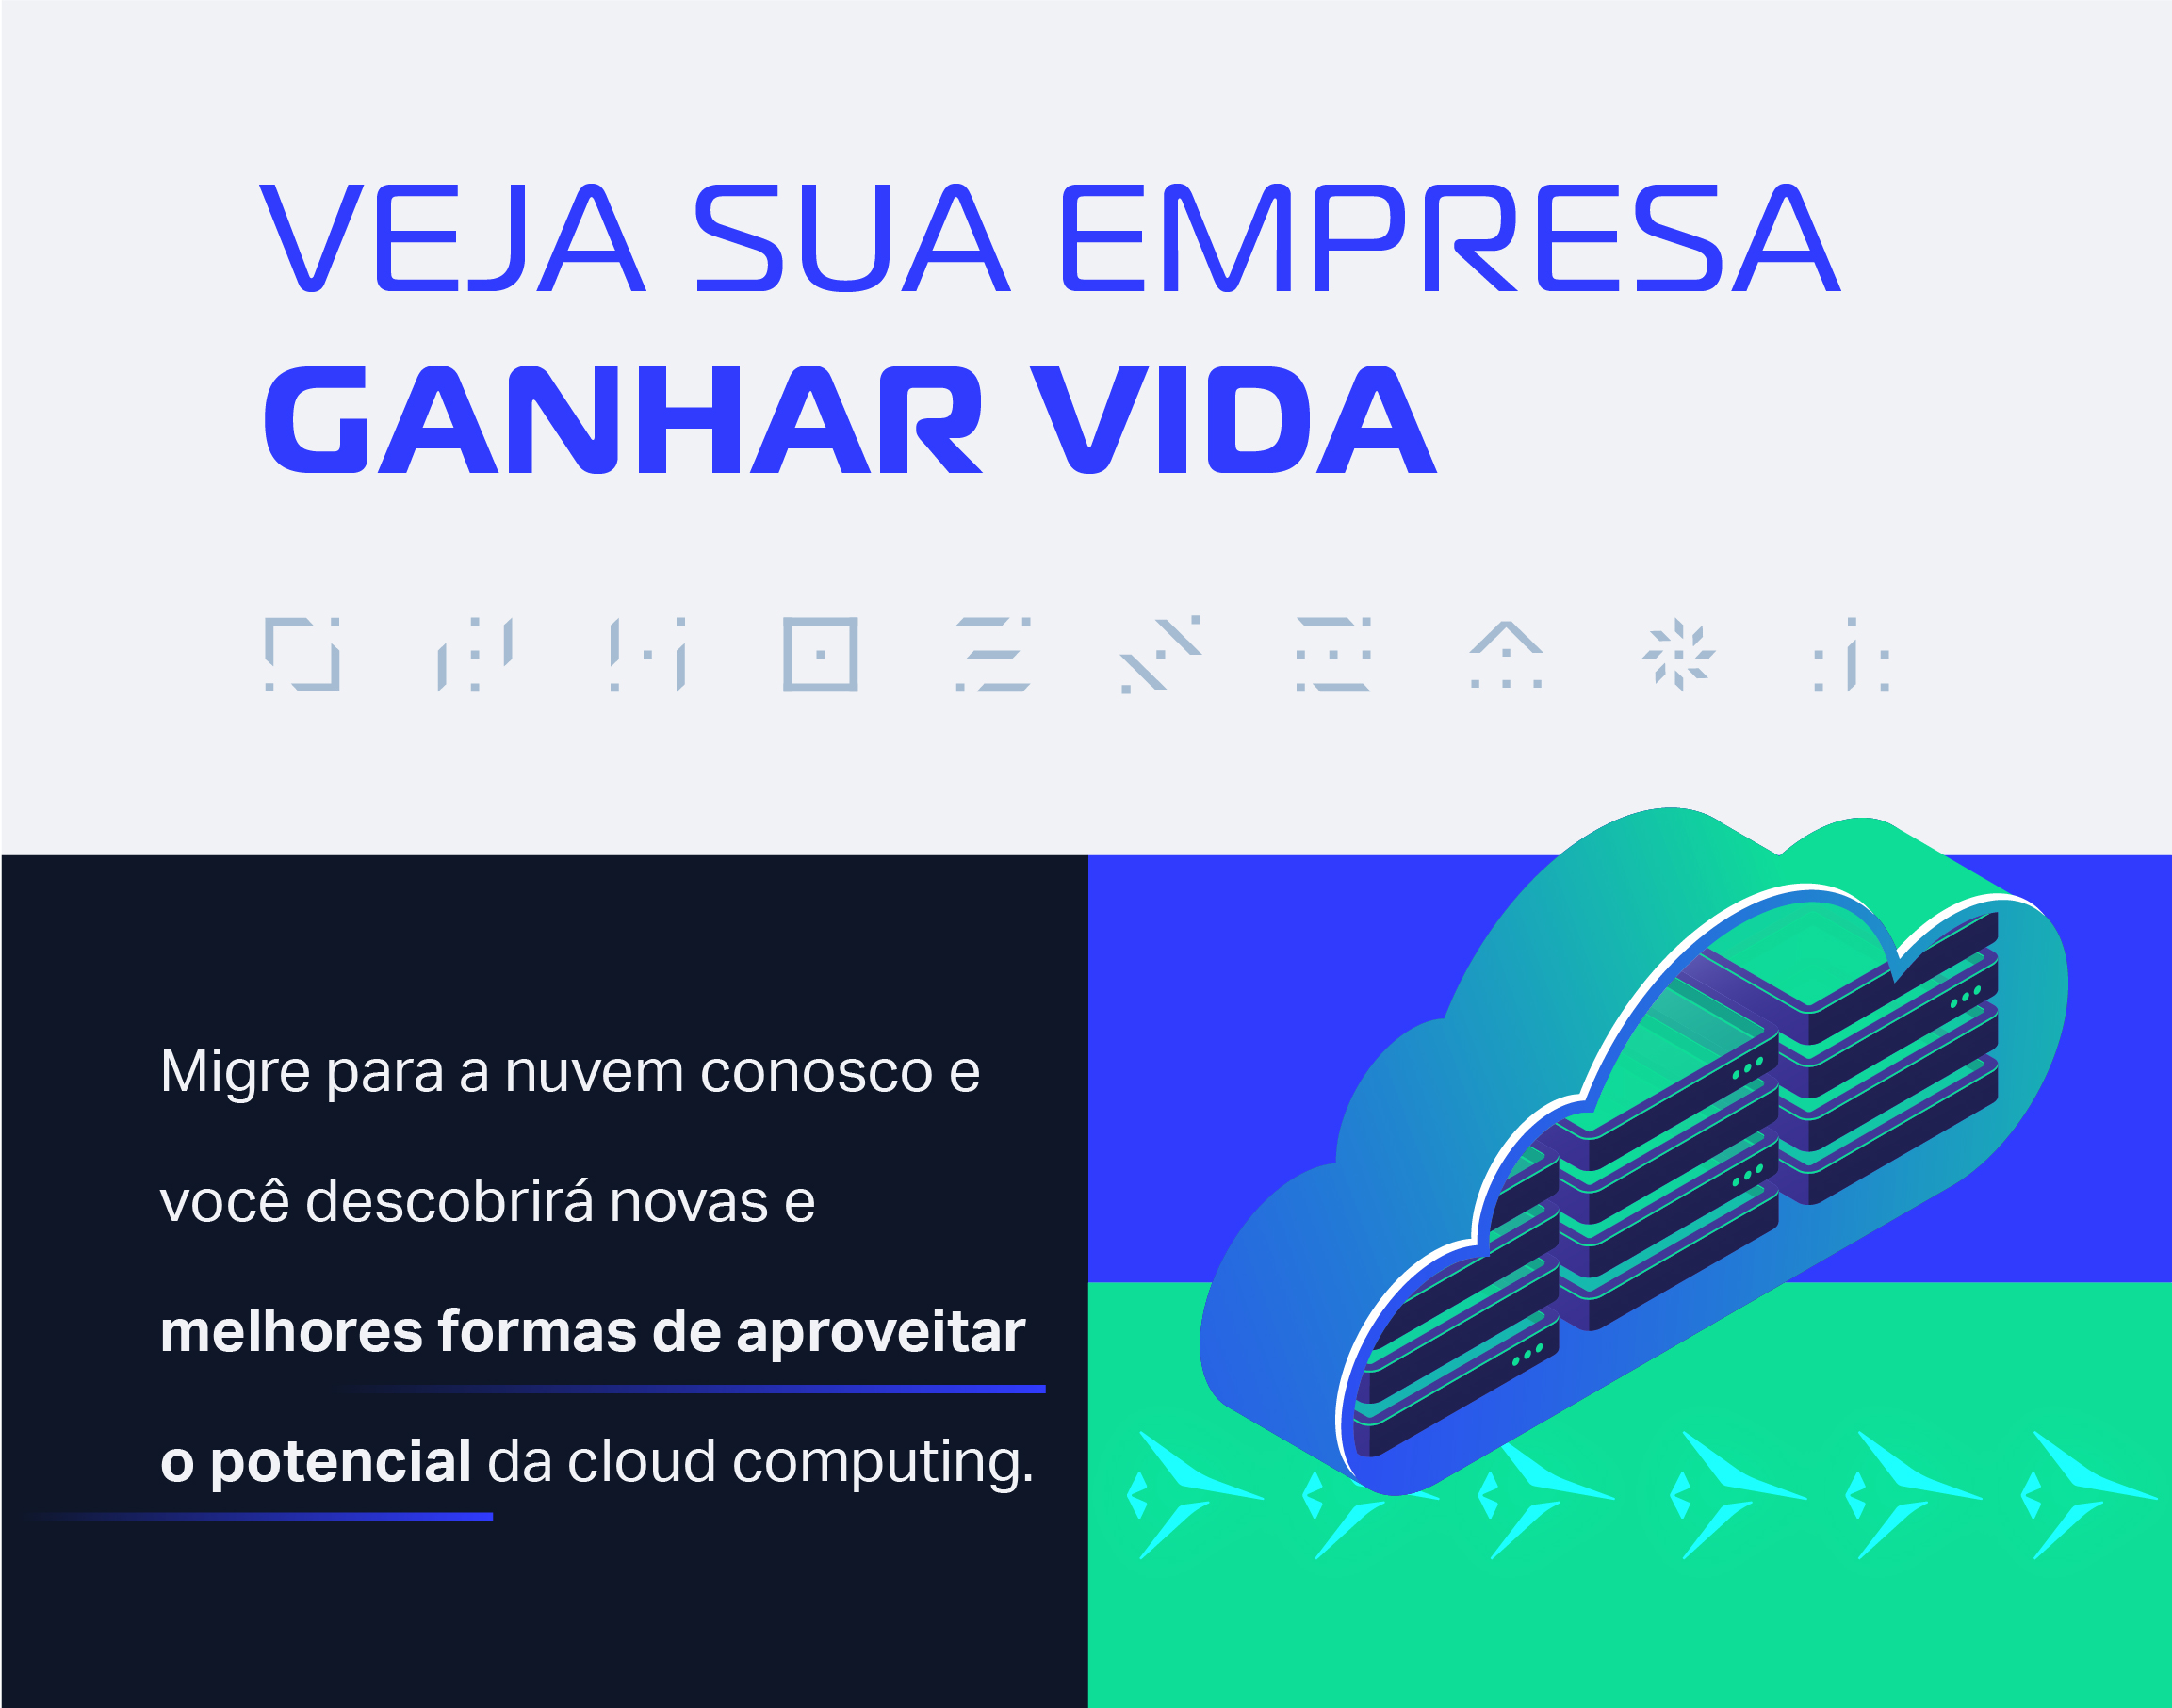 VEJA SUA EMPRESA
GANHAR VIDA
Migre para a nuvem conosco e
você descobrirá novas e
melhores formas de aproveitar
o potencial da cloud computing.